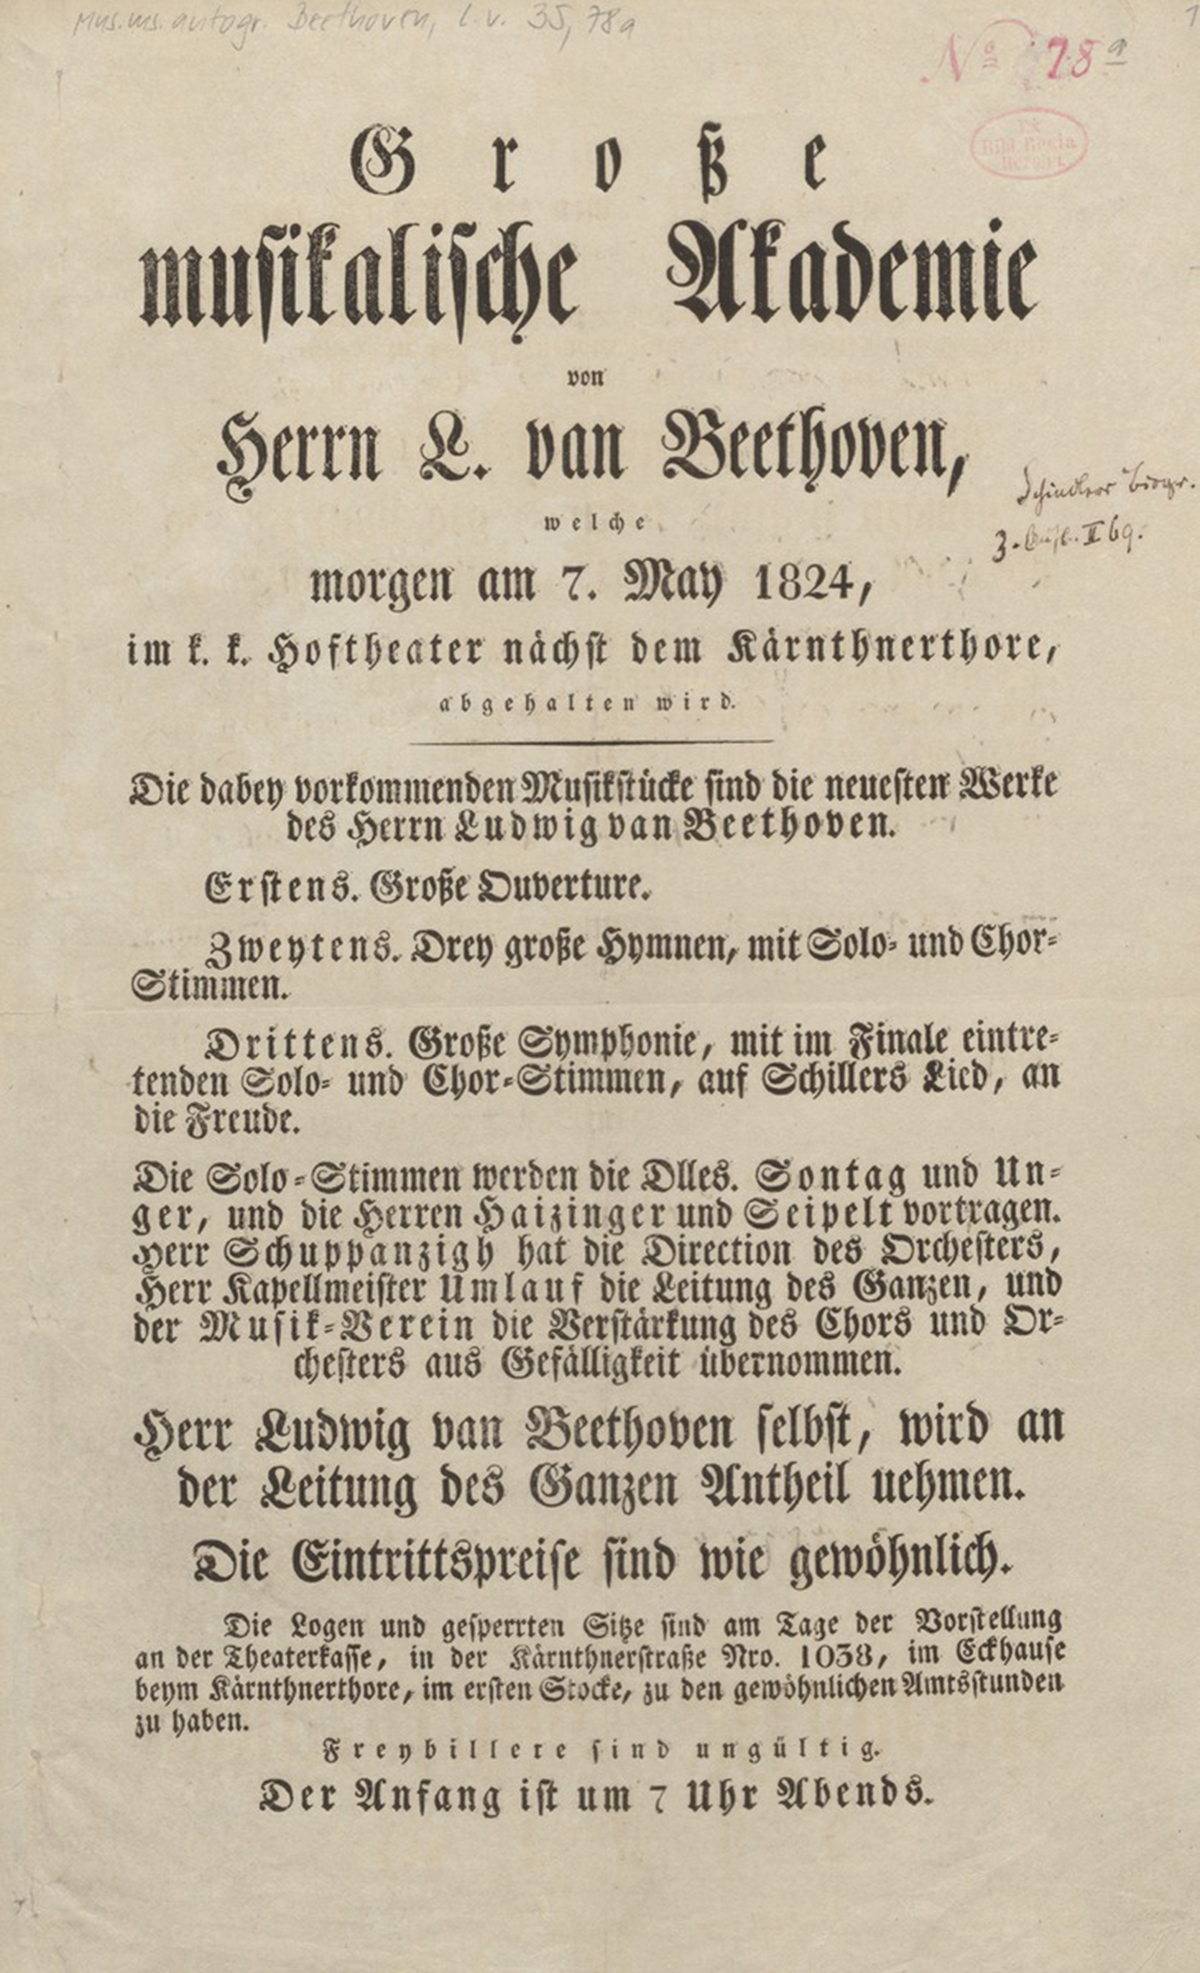 Mus. ms. autogr. Beethoven, L. v. 35, 78a
1
No 78 a
Große
musikalische Akademie
von
Herrn L. van Beethoven,
Schindlers Biogr.
welche
3. Aufl. II 69.
morgen am 7. May 1824,
im k. k. Hoftheater nächst dem Kärnthnerthore,
abgehalten wird.
Die dabey vorkommenden Musikstücke sind die neuesten Werke
des Herrn Ludwig van Beethoven.
Erstens. Große Ouverture.
Zweytens. Drey große Hymnen, mit Solo- und Chor-
Stimmen.
Drittens. Große Symphonie, mit im Finale eintre-
tenden Solo- und Chor-Stimmen, auf Schillers Lied, an
die Freude.
Die Solo-Stimmen werden die Dlles. Sontag und Un-
ger, und die Herren Haizinger und Seipelt vortragen.
Herr Schuppanzigh hat die Direction des Orchesters,
Herr Kapellmeister Umlauf die Leitung des Ganzen, und
der Musik-Verein die Verstärkung des Chors und Or-
chesters aus Gefälligkeit übernommen.
Herr Ludwig van Beethoven selbst, wird an
der Leitung des Ganzen Antheil uehmen.
Die Eintrittspreise sind wie gewöhnlich.
Die Logen und gesperrten Sitze sind am Tage der Vorstellung
an der Theaterkasse, in der Kärnthnerstraße Nro. 1038, im Eckhause
beym Kärnthnerthore, im ersten Stocke, zu den gewöhnlichen Amtsstunden
zu haben.
Freybillete sind ungültig.
Der Anfang ist um 7 Uhr Abends.